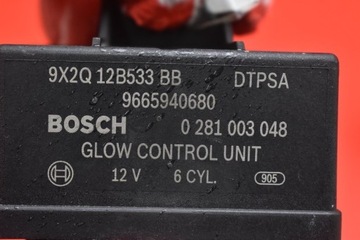 9X2Q 12B533 BB DTPSA
9665940680
BOSCH 0 281 003 048
GLOW CONTROL UNIT
12 V 6 CYL. 905